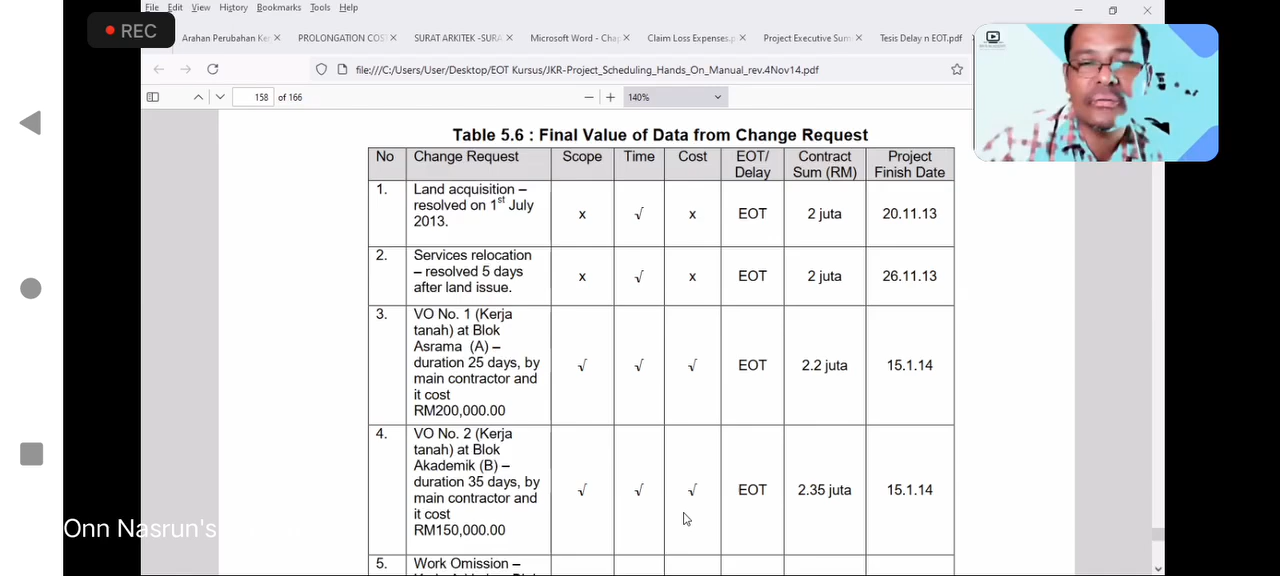 File Edit View History Bookmarks Tools Help
REC
Arahan Perubahan Ke
PROLONGATION COST
SURAT ARKITEK -SURA
Microsoft Word - Chap
Claim Loss Expenses.p
Project Executive Sum
Tesis Delay n EOT.pdf
file:///C:/Users/User/Desktop/EOT Kursus/JKR-Project_Scheduling_Hands_On_Manual_rev.4Nov14.pdf
158 of 166
140%
Table 5.6 : Final Value of Data from Change Request
No Change Request Scope Time Cost EOT/ Delay Contract Sum (RM) Project Finish Date
1. Land acquisition –
resolved on 1st July
2013.
x √ x EOT 2 juta 20.11.13
2. Services relocation
– resolved 5 days
after land issue.
x √ x EOT 2 juta 26.11.13
3. VO No. 1 (Kerja
tanah) at Blok
Asrama (A) –
duration 25 days, by
main contractor and
it cost
RM200,000.00
√ √ √ EOT 2.2 juta 15.1.14
4. VO No. 2 (Kerja
tanah) at Blok
Akademik (B) –
duration 35 days, by
main contractor and
it cost
RM150,000.00
√ √ √ EOT 2.35 juta 15.1.14
5. Work Omission –
Onn Nasrun's